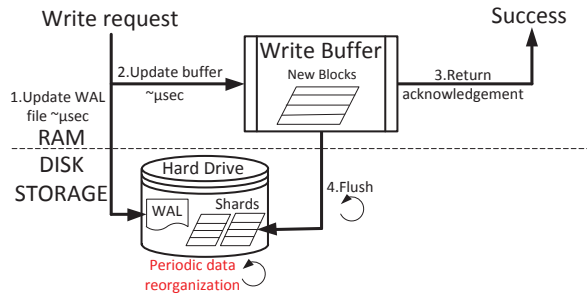 Write request
Success
Write Buffer
New Blocks
2.Update buffer
~μsec
3.Return
acknowledgement
1.Update WAL
file ~μsec
RAM
DISK
STORAGE
Hard Drive
WAL
Shards
4.Flush
Periodic data
reorganization